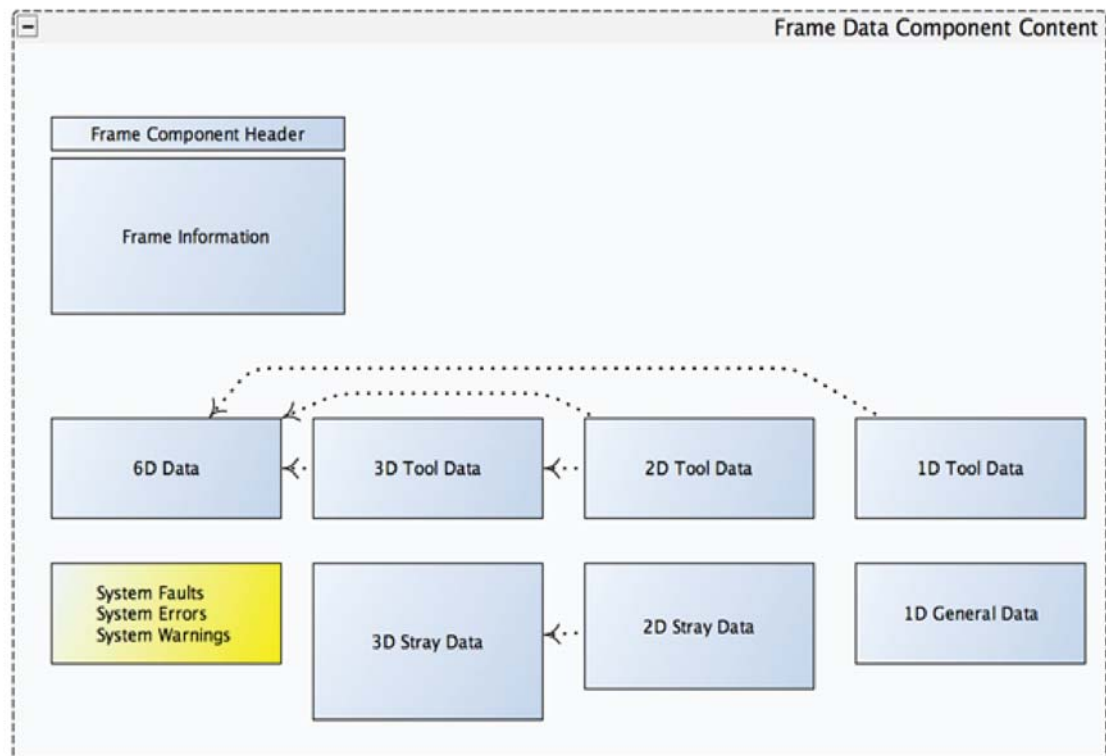 Frame Data Component Content
Frame Component Header
Frame Information
6D Data
3D Tool Data
2D Tool Data
1D Tool Data
System Faults
System Errors
System Warnings
3D Stray Data
2D Stray Data
1D General Data